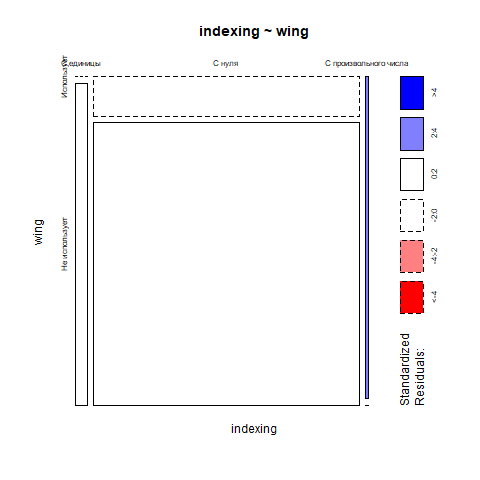 indexing ~ wing
С единицы
С нуля
С произвольного числа
Использует
Не использует
wing
indexing
Standardized
Residuals:
<-4
-4:-2
-2:0
0:2
2:4
>4